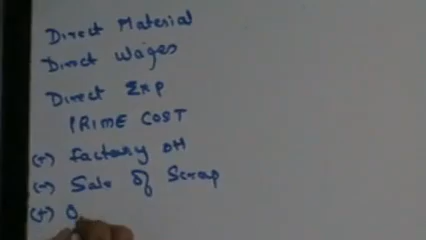 Direct Material
Direct Wages
Direct Exp
PRIME COST
(+) Factory OH
(-) Sale of Scrap
(+) O